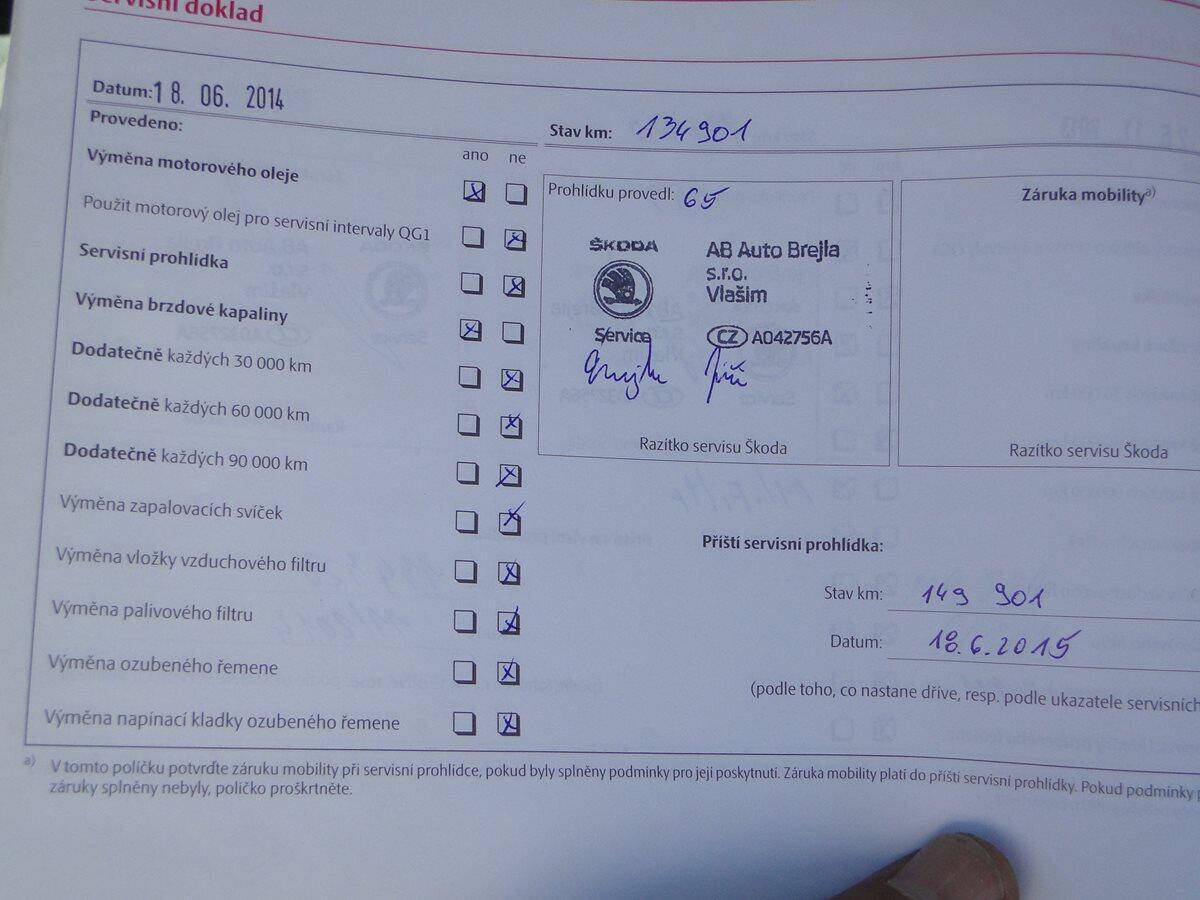 Servisní doklad
Datum: 18. 06. 2014
Stav km: 134901
Provedeno:
ano ne
Výměna motorového oleje
Použit motorový olej pro servisní intervaly QG1
Servisní prohlídka
Výměna brzdové kapaliny
Dodatečně každých 30 000 km
Dodatečně každých 60 000 km
Dodatečně každých 90 000 km
Výměna zapalovacích svíček
Výměna vložky vzduchového filtru
Výměna palivového filtru
Výměna ozubeného řemene
Výměna napínací kladky ozubeného řemene
Prohlídku provedl: 65
ŠKODA
Service
AB Auto Brejla
s.r.o.
Vlašim
CZ A042756A
Razítko servisu Škoda
Záruka mobility a)
Razítko servisu Škoda
Příští servisní prohlídka:
Stav km: 149 901
Datum: 18.6.2015
(podle toho, co nastane dříve, resp. podle ukazatele servisních
a) V tomto políčku potvrďte záruku mobility při servisní prohlídce, pokud byly splněny podmínky pro její poskytnutí. Záruka mobility platí do příští servisní prohlídky. Pokud podmínky
záruky splněny nebyly, políčko proškrtněte.